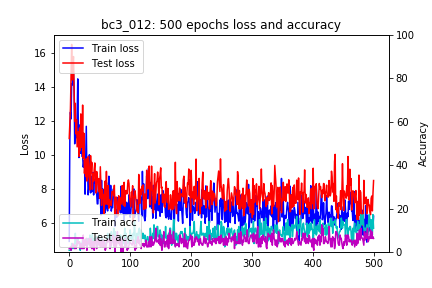 bc3_012: 500 epochs loss and accuracy
16
14
12
10
8
6
Loss
Train loss
Test loss
Train acc
Test acc
100
80
60
40
20
0
Accuracy
0
100
200
300
400
500